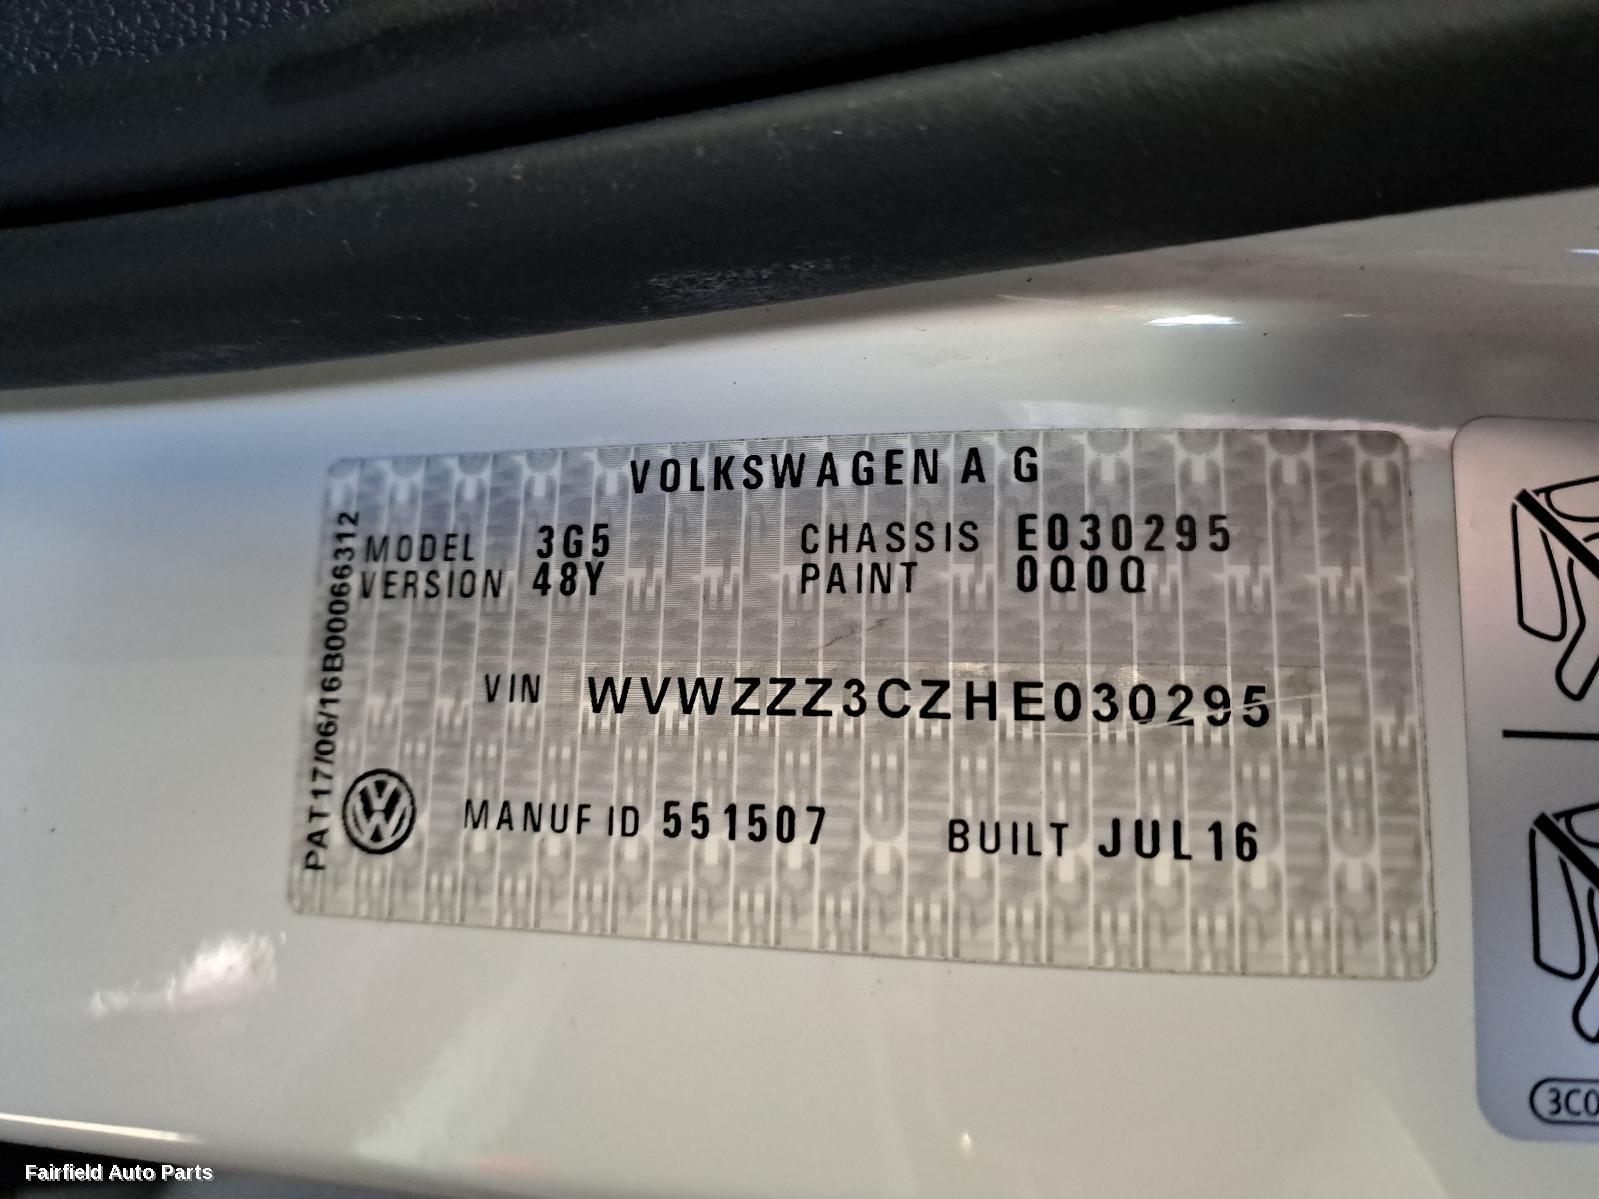 VOLKSWAGEN A G
MODEL 3G5 CHASSIS E030295
VERSION 48Y PAINT 0Q0Q
VIN WVWZZZ3CZHE030295
MANUF ID 551507 BUILT JUL16
PAT17/06/16B00066312
3C0
Fairfield Auto Parts